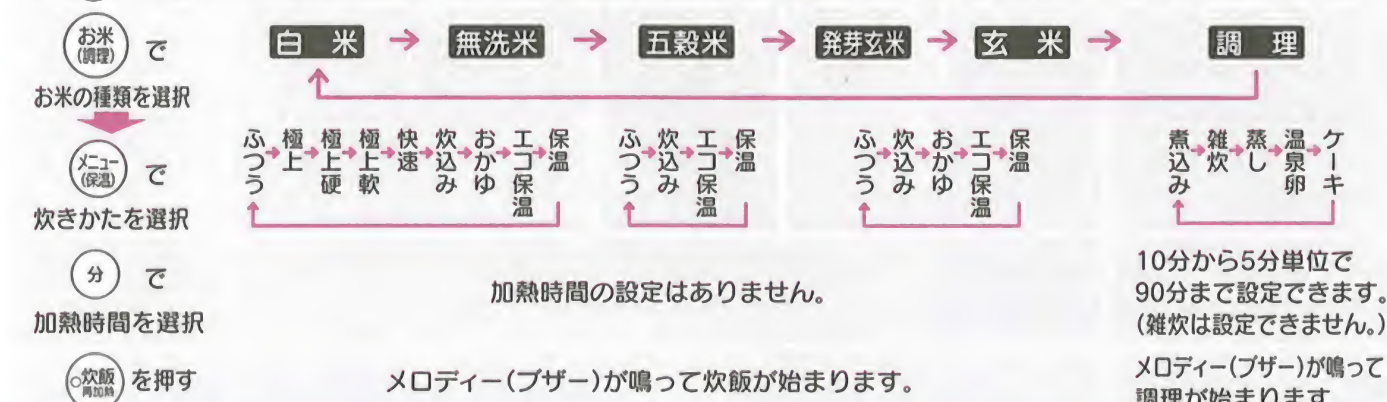 お米(調理) で
お米の種類を選択
白米 → 無洗米 → 五穀米 → 発芽玄米 → 玄米 → 調理
メニュー(保温) で
炊きかたを選択
ふつう→極上→極上硬→極上軟→快速→炊込み→おかゆ→エコ保温→保温
ふつう→炊込み→エコ保温→保温
ふつう→炊込み→おかゆ→エコ保温→保温
煮込み→雑炊→蒸し→温泉卵→ケーキ
分 で
加熱時間を選択
加熱時間の設定はありません。
10分から5分単位で
90分まで設定できます。
(雑炊は設定できません。)
炊飯 再加熱 を押す
メロディー(ブザー)が鳴って炊飯が始まります。
メロディー(ブザー)が鳴って
調理が始まります